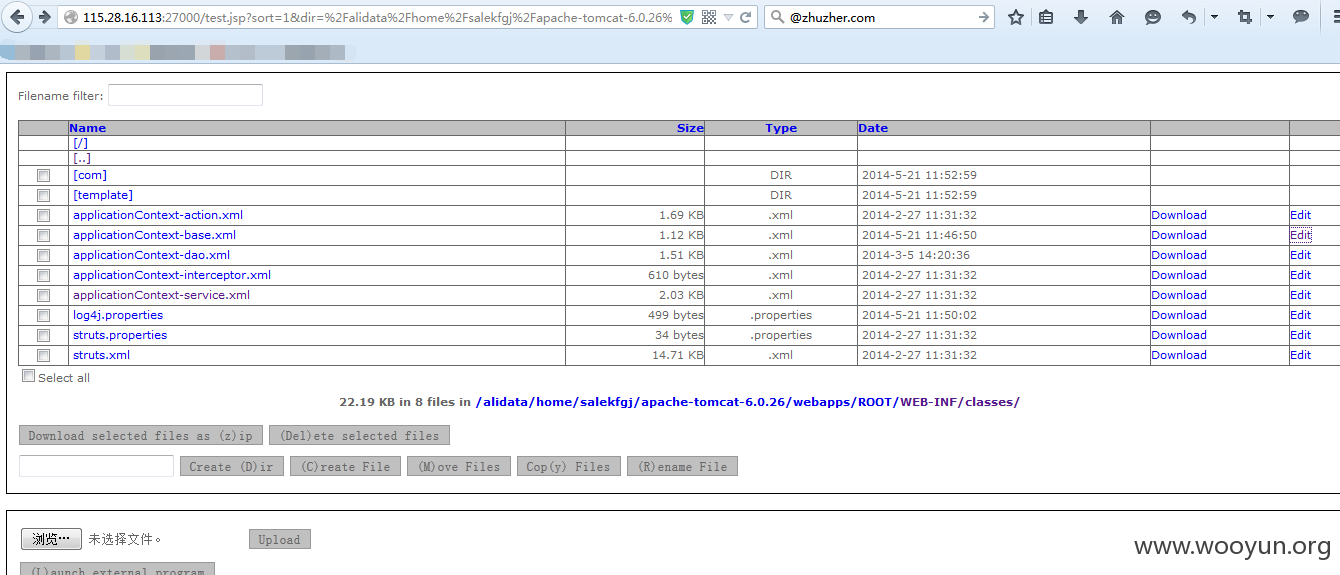 115.28.16.113:27000/test.jsp?sort=1&dir=%2Falidata%2Fhome%2Fsalekfgj%2Fapache-tomcat-6.0.26%
@zhuzher.com
Filename filter:
Name Size Type Date
[/]
[..]
[com] DIR 2014-5-21 11:52:59
[template] DIR 2014-5-21 11:52:59
applicationContext-action.xml 1.69 KB .xml 2014-2-27 11:31:32 Download Edit
applicationContext-base.xml 1.12 KB .xml 2014-5-21 11:46:50 Download Edit
applicationContext-dao.xml 1.51 KB .xml 2014-3-5 14:20:36 Download Edit
applicationContext-interceptor.xml 610 bytes .xml 2014-2-27 11:31:32 Download Edit
applicationContext-service.xml 2.03 KB .xml 2014-2-27 11:31:32 Download Edit
log4j.properties 499 bytes .properties 2014-5-21 11:50:02 Download Edit
struts.properties 34 bytes .properties 2014-2-27 11:31:32 Download Edit
struts.xml 14.71 KB .xml 2014-2-27 11:31:32 Download Edit
Select all
22.19 KB in 8 files in /alidata/home/salekfgj/apache-tomcat-6.0.26/webapps/ROOT/WEB-INF/classes/
Download selected files as (z)ip (Del)ete selected files
Create (D)ir (C)reate File (M)ove Files Cop(y) Files (R)ename File
浏览… 未选择文件。 Upload
(L)aunch external program
www.wooyun.org